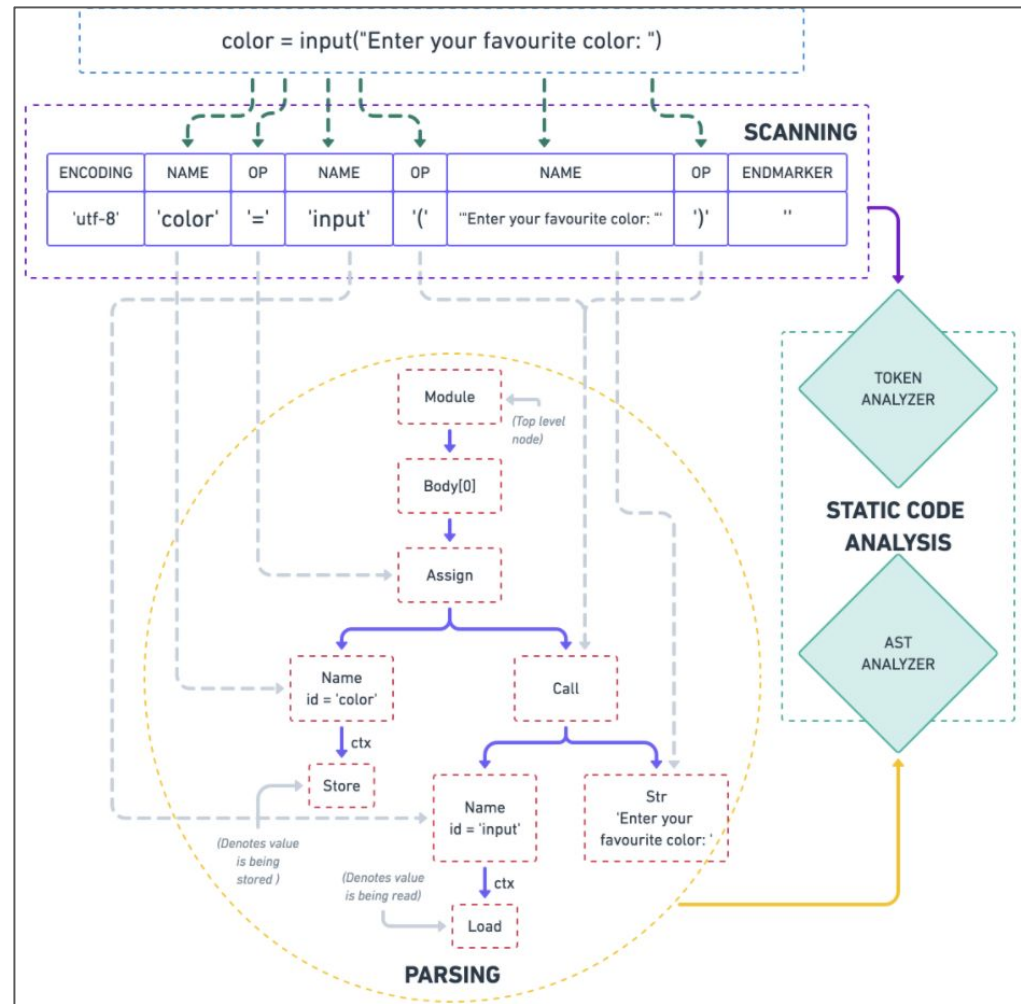 color = input("Enter your favourite color: ")
SCANNING
ENCODING NAME OP NAME OP NAME OP ENDMARKER
'utf-8' 'color' '=' 'input' '(' '"Enter your favourite color: "' ')' ''
Module
(Top level
node)
Body[0]
Assign
Name
id = 'color'
Call
ctx
Store
(Denotes value
is being
stored )
Name
id = 'input'
Str
'Enter your
favourite color: '
(Denotes value
is being read)
ctx
Load
PARSING
TOKEN
ANALYZER
STATIC CODE
ANALYSIS
AST
ANALYZER